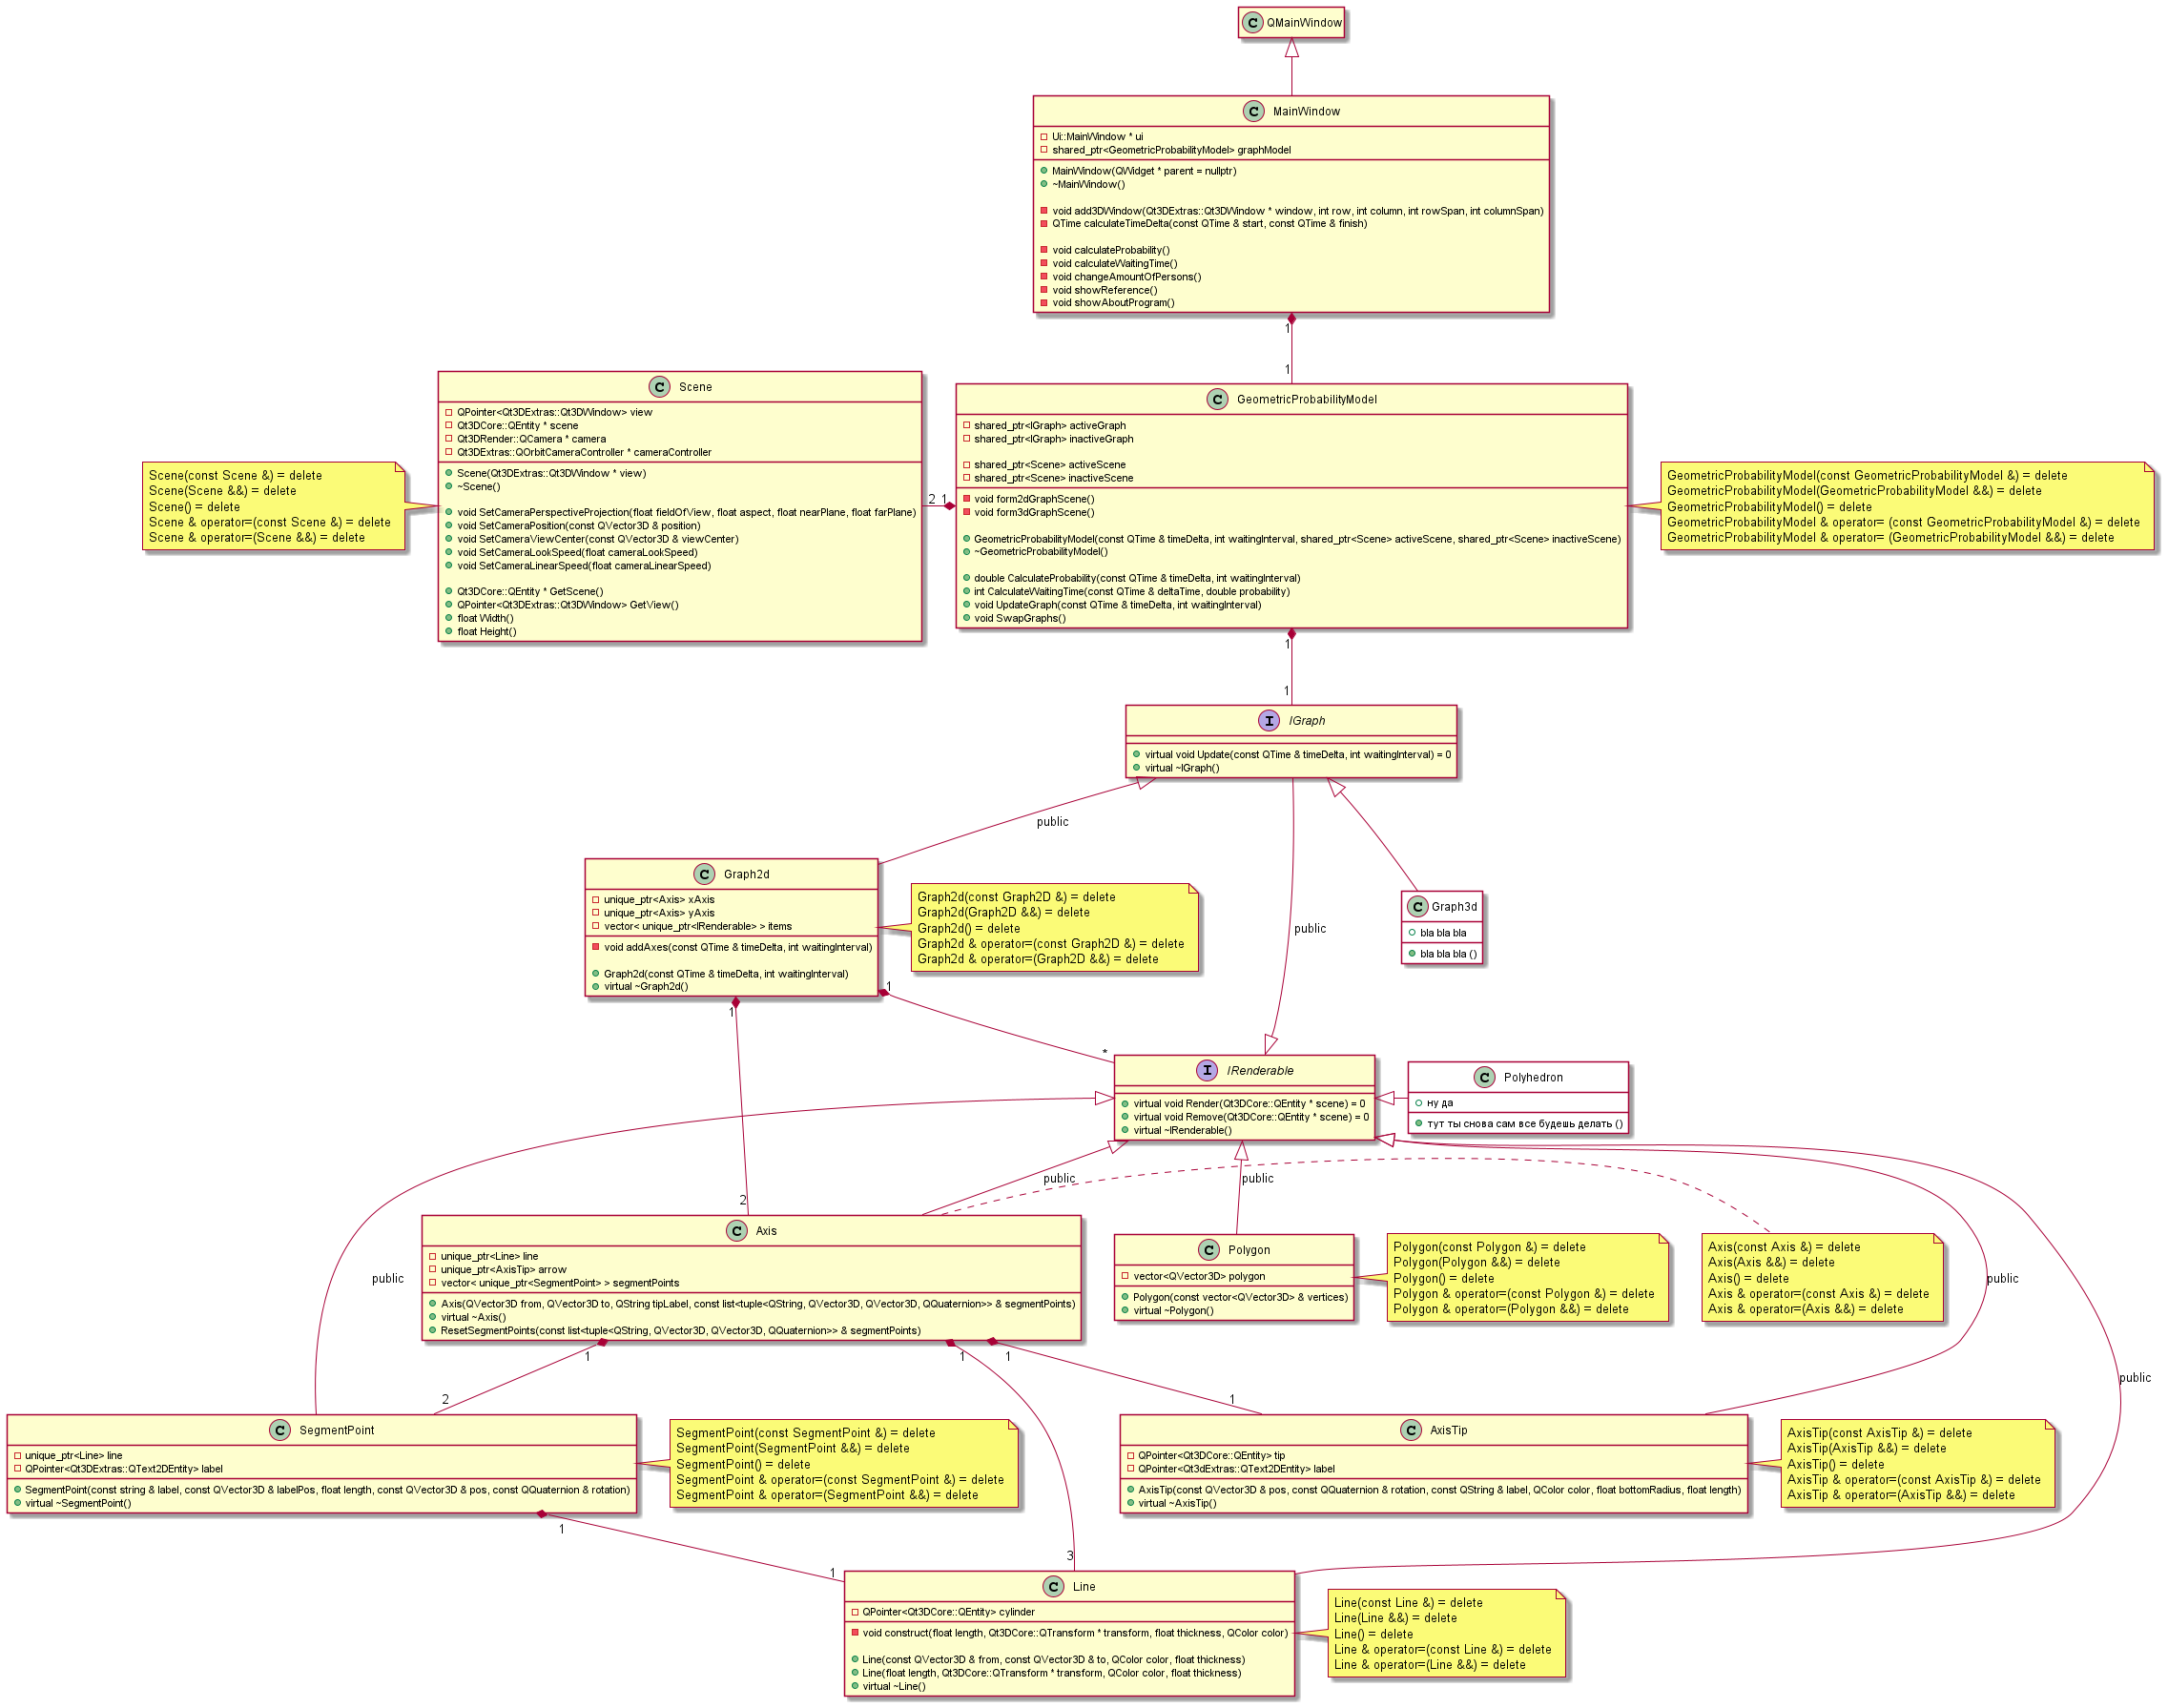 C QMainWindow
C MainWindow
Ui::MainWindow * ui
shared_ptr<GeometricProbabilityModel> graphModel
MainWindow(QWidget * parent = nullptr)
~MainWindow()
void add3DWindow(Qt3DExtras::Qt3DWindow * window, int row, int column, int rowSpan, int columnSpan)
QTime calculateTimeDelta(const QTime & start, const QTime & finish)
void calculateProbability()
void calculateWaitingTime()
void changeAmountOfPersons()
void showReference()
void showAboutProgram()
1
1
C Scene
QPointer<Qt3DExtras::Qt3DWindow> view
Qt3DCore::QEntity * scene
Qt3DRender::QCamera * camera
Qt3DExtras::QOrbitCameraController * cameraController
Scene(Qt3DExtras::Qt3DWindow * view)
~Scene()
void SetCameraPerspectiveProjection(float fieldOfView, float aspect, float nearPlane, float farPlane)
void SetCameraPosition(const QVector3D & position)
void SetCameraViewCenter(const QVector3D & viewCenter)
void SetCameraLookSpeed(float cameraLookSpeed)
void SetCameraLinearSpeed(float cameraLinearSpeed)
Qt3DCore::QEntity * GetScene()
QPointer<Qt3DExtras::Qt3DWindow> GetView()
float Width()
float Height()
Scene(const Scene &) = delete
Scene(Scene &&) = delete
Scene() = delete
Scene & operator=(const Scene &) = delete
Scene & operator=(Scene &&) = delete
2 1
C GeometricProbabilityModel
shared_ptr<IGraph> activeGraph
shared_ptr<IGraph> inactiveGraph
shared_ptr<Scene> activeScene
shared_ptr<Scene> inactiveScene
void form2dGraphScene()
void form3dGraphScene()
GeometricProbabilityModel(const QTime & timeDelta, int waitingInterval, shared_ptr<Scene> activeScene, shared_ptr<Scene> inactiveScene)
~GeometricProbabilityModel()
double CalculateProbability(const QTime & timeDelta, int waitingInterval)
int CalculateWaitingTime(const QTime & deltaTime, double probability)
void UpdateGraph(const QTime & timeDelta, int waitingInterval)
void SwapGraphs()
GeometricProbabilityModel(const GeometricProbabilityModel &) = delete
GeometricProbabilityModel(GeometricProbabilityModel &&) = delete
GeometricProbabilityModel() = delete
GeometricProbabilityModel & operator= (const GeometricProbabilityModel &) = delete
GeometricProbabilityModel & operator= (GeometricProbabilityModel &&) = delete
1
1
I IGraph
virtual void Update(const QTime & timeDelta, int waitingInterval) = 0
virtual ~IGraph()
public
public
C Graph2d
unique_ptr<Axis> xAxis
unique_ptr<Axis> yAxis
vector< unique_ptr<IRenderable> > items
void addAxes(const QTime & timeDelta, int waitingInterval)
Graph2d(const QTime & timeDelta, int waitingInterval)
virtual ~Graph2d()
Graph2d(const Graph2D &) = delete
Graph2d(Graph2D &&) = delete
Graph2d() = delete
Graph2d & operator=(const Graph2D &) = delete
Graph2d & operator=(Graph2D &&) = delete
C Graph3d
bla bla bla
bla bla bla ()
1
1
*
2
I IRenderable
virtual void Render(Qt3DCore::QEntity * scene) = 0
virtual void Remove(Qt3DCore::QEntity * scene) = 0
virtual ~IRenderable()
C Polyhedron
ну да
тут ты снова сам все будешь делать ()
public
public
public
public
public
C Axis
unique_ptr<Line> line
unique_ptr<AxisTip> arrow
vector< unique_ptr<SegmentPoint> > segmentPoints
Axis(QVector3D from, QVector3D to, QString tipLabel, const list<tuple<QString, QVector3D, QVector3D, QQuaternion>> & segmentPoints)
virtual ~Axis()
ResetSegmentPoints(const list<tuple<QString, QVector3D, QVector3D, QQuaternion>> & segmentPoints)
C Polygon
vector<QVector3D> polygon
Polygon(const vector<QVector3D> & vertices)
virtual ~Polygon()
Polygon(const Polygon &) = delete
Polygon(Polygon &&) = delete
Polygon() = delete
Polygon & operator=(const Polygon &) = delete
Polygon & operator=(Polygon &&) = delete
Axis(const Axis &) = delete
Axis(Axis &&) = delete
Axis() = delete
Axis & operator=(const Axis &) = delete
Axis & operator=(Axis &&) = delete
1
1
1
2
1
C SegmentPoint
unique_ptr<Line> line
QPointer<Qt3DExtras::QText2DEntity> label
SegmentPoint(const string & label, const QVector3D & labelPos, float length, const QVector3D & pos, const QQuaternion & rotation)
virtual ~SegmentPoint()
SegmentPoint(const SegmentPoint &) = delete
SegmentPoint(SegmentPoint &&) = delete
SegmentPoint() = delete
SegmentPoint & operator=(const SegmentPoint &) = delete
SegmentPoint & operator=(SegmentPoint &&) = delete
C AxisTip
QPointer<Qt3DCore::QEntity> tip
QPointer<Qt3dExtras::QText2DEntity> label
AxisTip(const QVector3D & pos, const QQuaternion & rotation, const QString & label, QColor color, float bottomRadius, float length)
virtual ~AxisTip()
AxisTip(const AxisTip &) = delete
AxisTip(AxisTip &&) = delete
AxisTip() = delete
AxisTip & operator=(const AxisTip &) = delete
AxisTip & operator=(AxisTip &&) = delete
1
3
1
C Line
QPointer<Qt3DCore::QEntity> cylinder
void construct(float length, Qt3DCore::QTransform * transform, float thickness, QColor color)
Line(const QVector3D & from, const QVector3D & to, QColor color, float thickness)
Line(float length, Qt3DCore::QTransform * transform, QColor color, float thickness)
virtual ~Line()
Line(const Line &) = delete
Line(Line &&) = delete
Line() = delete
Line & operator=(const Line &) = delete
Line & operator=(Line &&) = delete